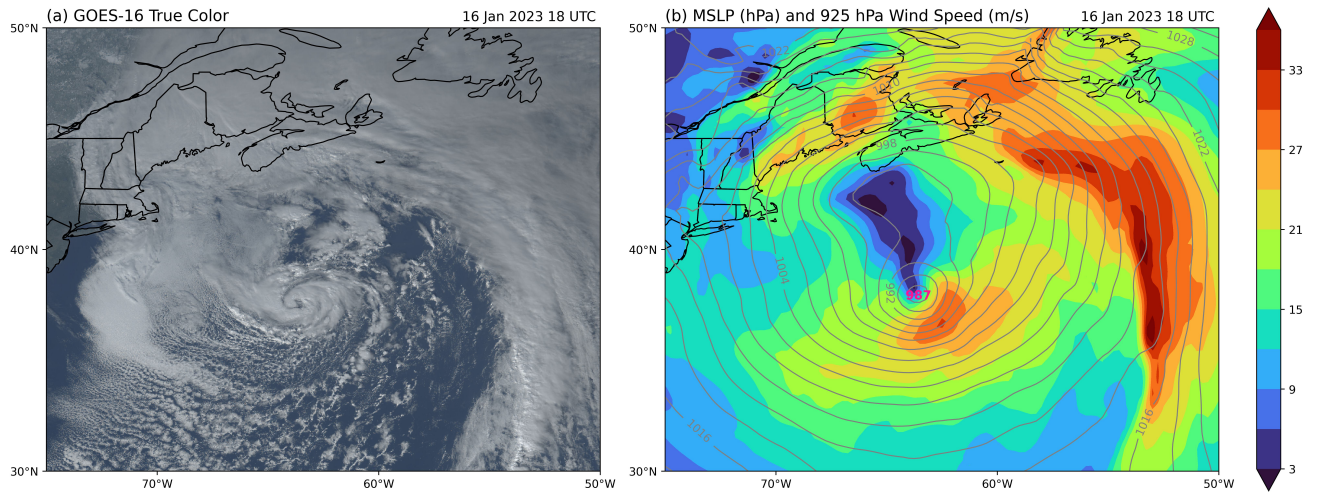 (a) GOES-16 True Color
16 Jan 2023 18 UTC
50°N
40°N
30°N
70°W
60°W
50°W
(b) MSLP (hPa) and 925 hPa Wind Speed (m/s)
16 Jan 2023 18 UTC
50°N
40°N
30°N
70°W
60°W
50°W
1022
1028
998
1022
1004
992
987
1016
1016
33
27
21
15
9
3